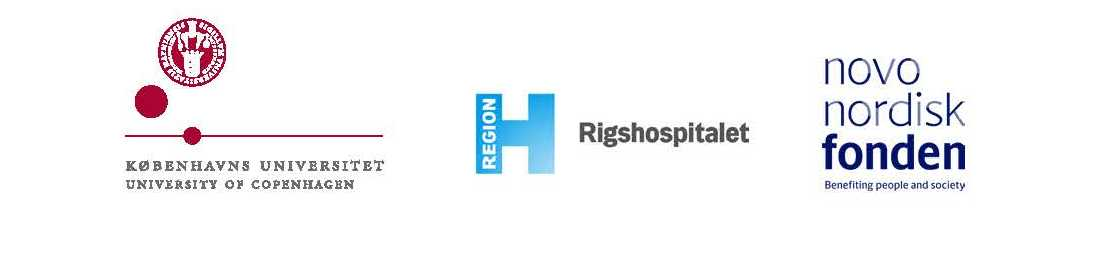 KØBENHAVNS UNIVERSITET
UNIVERSITY OF COPENHAGEN
REGION H
Rigshospitalet
novo
nordisk
fonden
Benefiting people and society